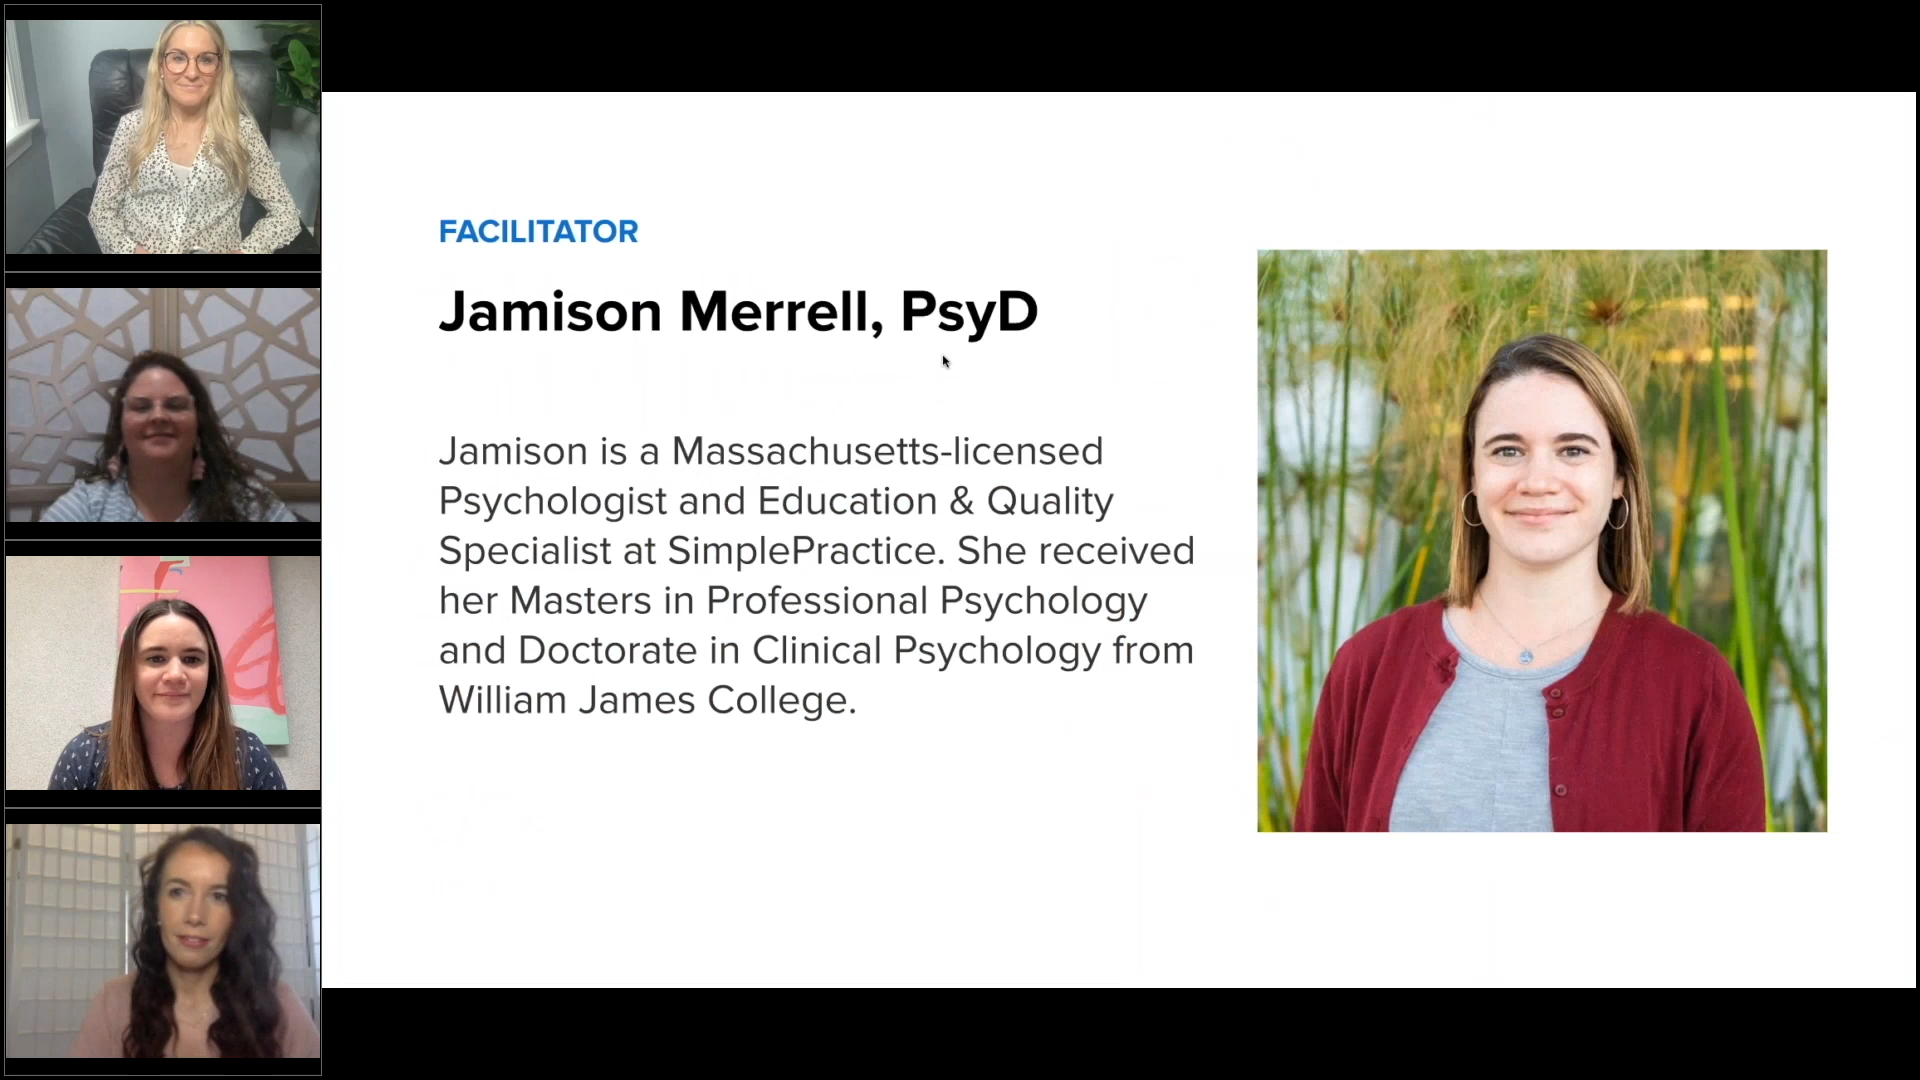 FACILITATOR
Jamison Merrell, PsyD
Jamison is a Massachusetts-licensed
Psychologist and Education & Quality
Specialist at SimplePractice. She received
her Masters in Professional Psychology
and Doctorate in Clinical Psychology from
William James College.